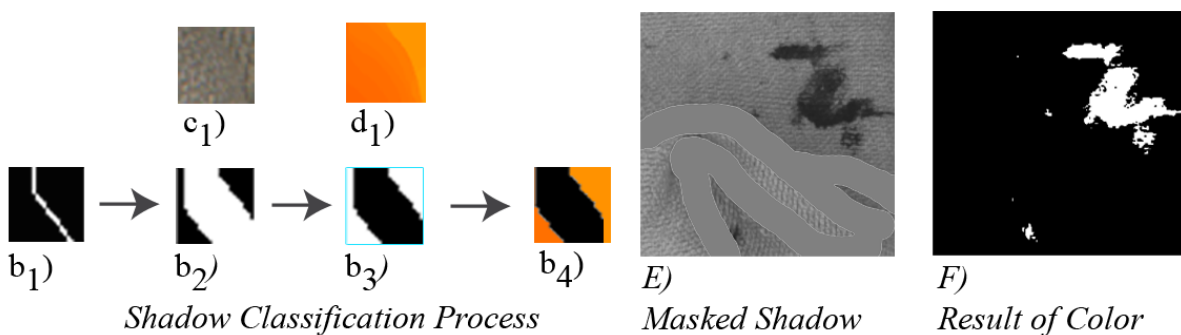 c1)
d1)
b1)
b2)
b3)
b4)
E)
F)
Shadow Classification Process
Masked Shadow
Result of Color